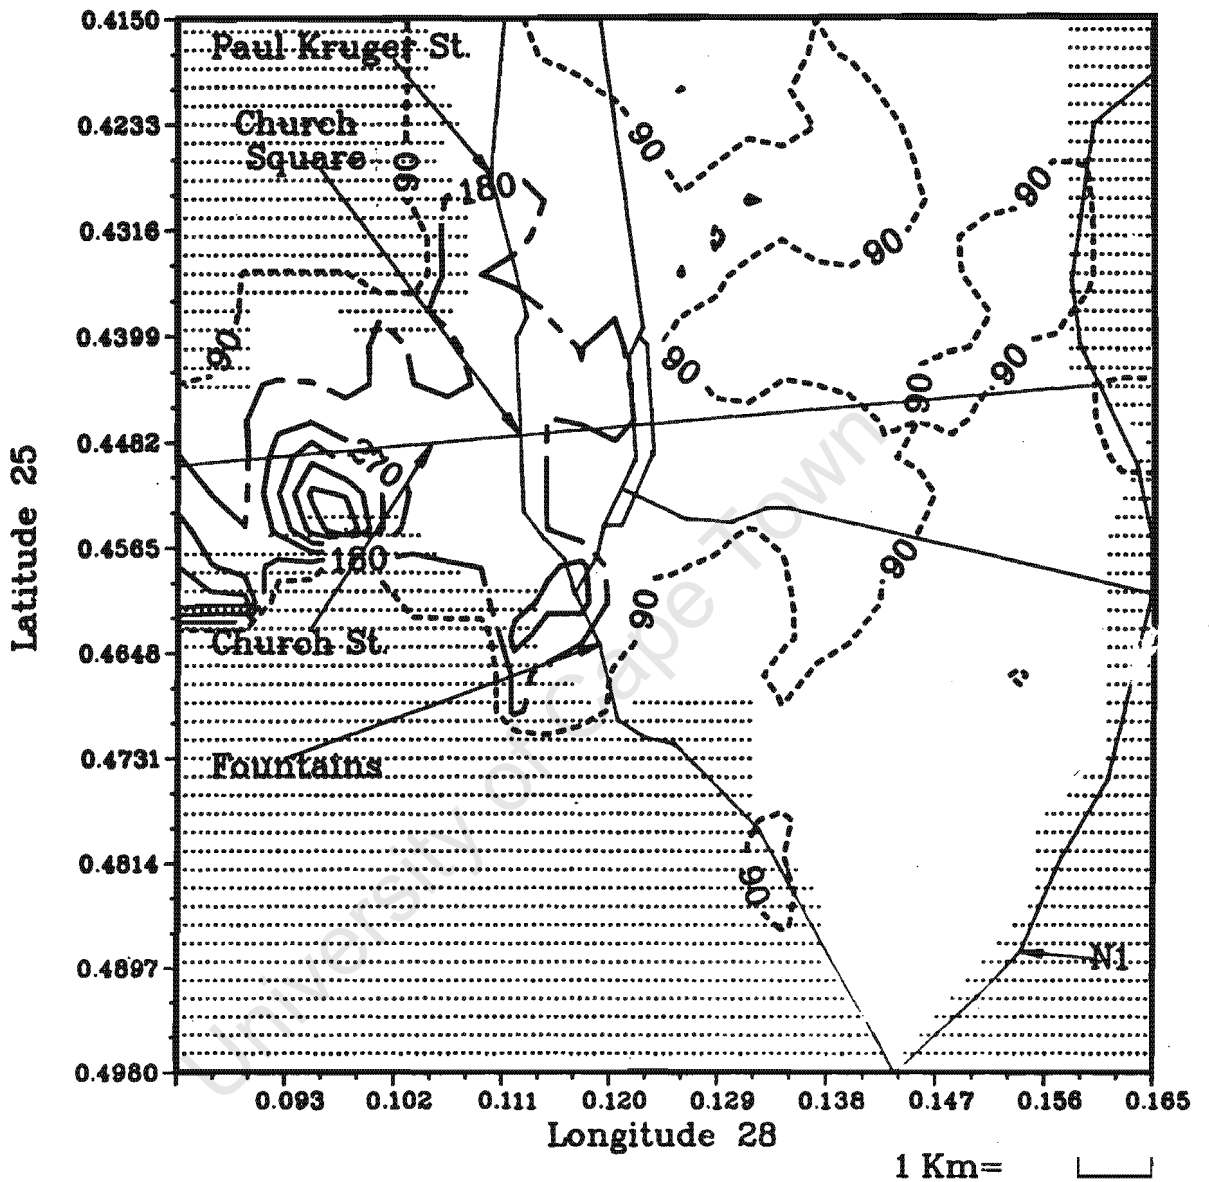 0.4150
Paul Kruger St.
Church
0.4233
90
Square
90
180
90
0.4316
90
0.4399
90
90
90
90
0.4482
270
0.4565
180
90
90
Church St.
0.4648
0.4731
Fountains
0.4814
90
0.4897
N1
0.4980
Latitude 25
0.093 0.102 0.111 0.120 0.129 0.138 0.147 0.156 0.165
Longitude 28
1 Km=
University of Cape Town